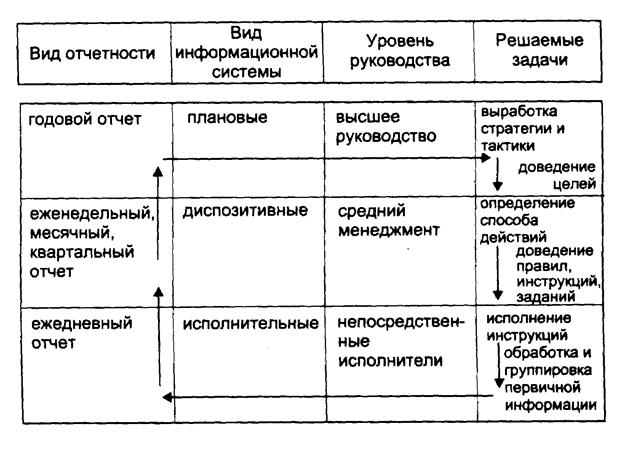 Вид отчетности
Вид
информационной
системы
Уровень
руководства
Решаемые
задачи
годовой отчет
плановые
высшее
руководство
выработка
стратегии и
тактики
доведение
целей
еженедельный,
месячный,
квартальный
отчет
диспозитивные
средний
менеджмент
определение
способа
действий
доведение
правил,
инструкций,
заданий
ежедневный
отчет
исполнительные
непосредствен-
ные
исполнители
исполнение
инструкций
обработка и
группировка
первичной
информации